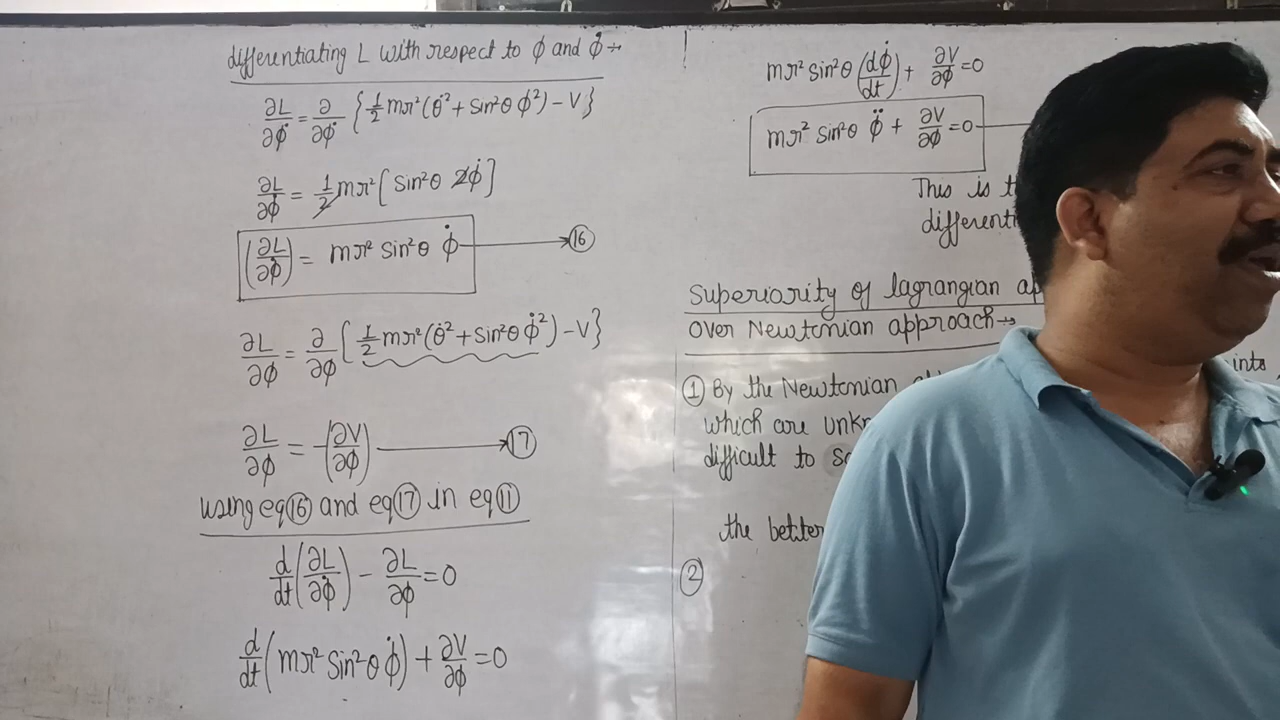 differentiating L with respect to ϕ and ϕ̇ →
∂L/∂ϕ̇ = ∂/∂ϕ̇ {1/2 mr²(θ̇² + Sin²θ ϕ̇²) - V}
∂L/∂ϕ̇ = 1/2 mr² [Sin²θ 2ϕ̇]
(∂L/∂ϕ̇) = mr² Sin²θ ϕ̇ → 16
∂L/∂ϕ = ∂/∂ϕ [1/2 mr²(θ̇² + Sin²θ ϕ̇²) - V}
∂L/∂ϕ = -(∂V/∂ϕ) → 17
using eq 16 and eq 17 in eq 11
d/dt (∂L/∂ϕ̇) - ∂L/∂ϕ = 0
d/dt (mr² Sin²θ ϕ̇) + ∂V/∂ϕ = 0
mr² Sin²θ (dϕ̇/dt) + ∂V/∂ϕ = 0
mr² Sin²θ ϕ̈ + ∂V/∂ϕ = 0
This is
Superiority of lagrangian
over Newtonian approach →
① By the Newtonian
which are
difficult to
the better
②